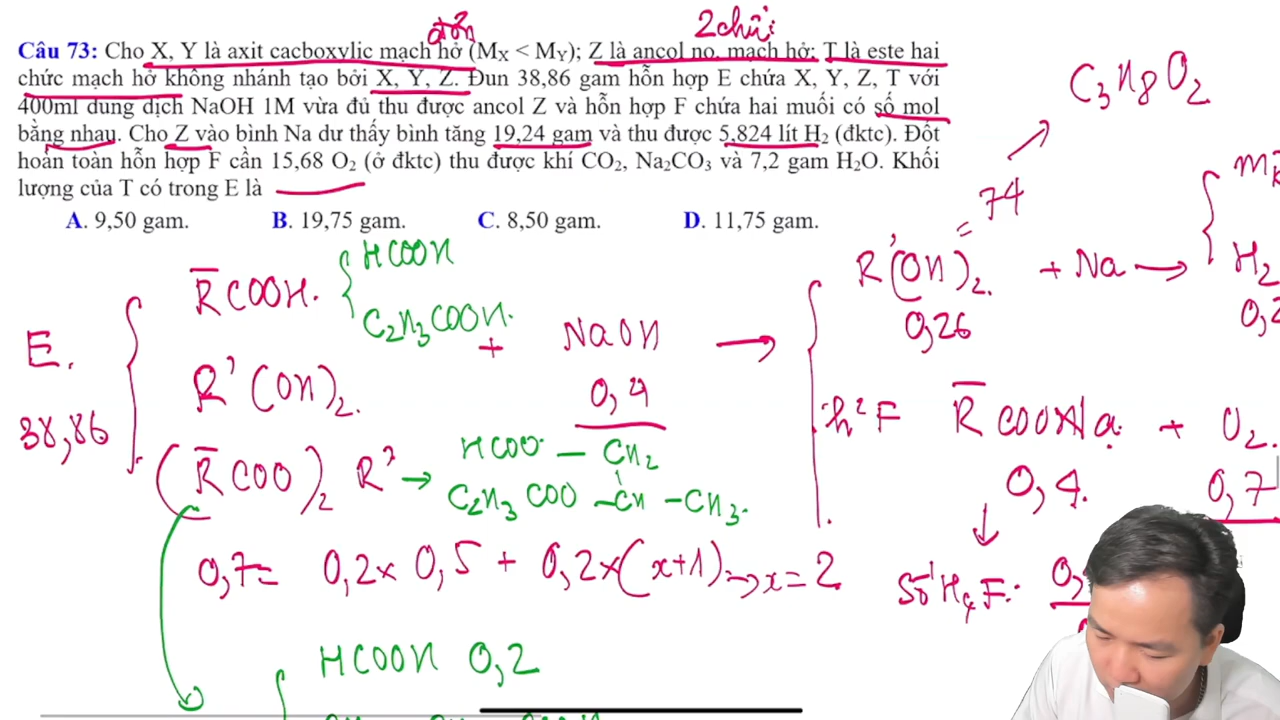 đơn
2 chức
Câu 73: Cho X, Y là axit cacboxylic mạch hở (MX < MY); Z là ancol no, mạch hở; T là este hai
chức mạch hở không nhánh tạo bởi X, Y, Z. Đun 38,86 gam hỗn hợp E chứa X, Y, Z, T với
400ml dung dịch NaOH 1M vừa đủ thu được ancol Z và hỗn hợp F chứa hai muối có số mol
bằng nhau. Cho Z vào bình Na dư thấy bình tăng 19,24 gam và thu được 5,824 lít H2 (đktc). Đốt
hoàn toàn hỗn hợp F cần 15,68 O2 (ở đktc) thu được khí CO2, Na2CO3 và 7,2 gam H2O. Khối
lượng của T có trong E là
A. 9,50 gam. B. 19,75 gam. C. 8,50 gam. D. 11,75 gam.
C3H8O2
= 74
E.
38,86
R̅COOH.
HCOOH
C2H3COOH.
R'(OH)2.
(R̅COO)2 R'
+ NaOH
0,4
R'(OH)2.
0,26
+ Na
H2
HCOO – CH2
C2H3COO – CH – CH3.
h² F
R̅COONa. + O2.
0,4. 0,7
0,7 = 0,2 × 0,5 + 0,2 × (x+1) → x = 2
Số H F:
HCOOH 0,2